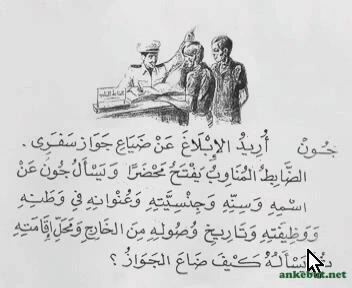 جُونْ أُرِيدُ الإِبْلَاغَ عَنْ ضَيَاعِ جَوَازِ سَفَرِي .
الضَّابِطُ المُنَاوِبُ يَفْتَحُ مَحْضَرًا وَيَسْأَلُ جُونْ عَنْ
اسْمِهِ وَسِنِّهِ وَجِنْسِيَّتِهِ وَعُنْوَانِهِ فِي وَطَنِهِ
وَوَظِيفَتِهِ وَتَارِيخِ وُصُولِهِ مِنَ الخَارِجِ وَمَحَلِّ إِقَامَتِهِ
يَسْأَلُهُ كَيْفَ ضَاعَ الجَوَازُ ؟
ankebut.net